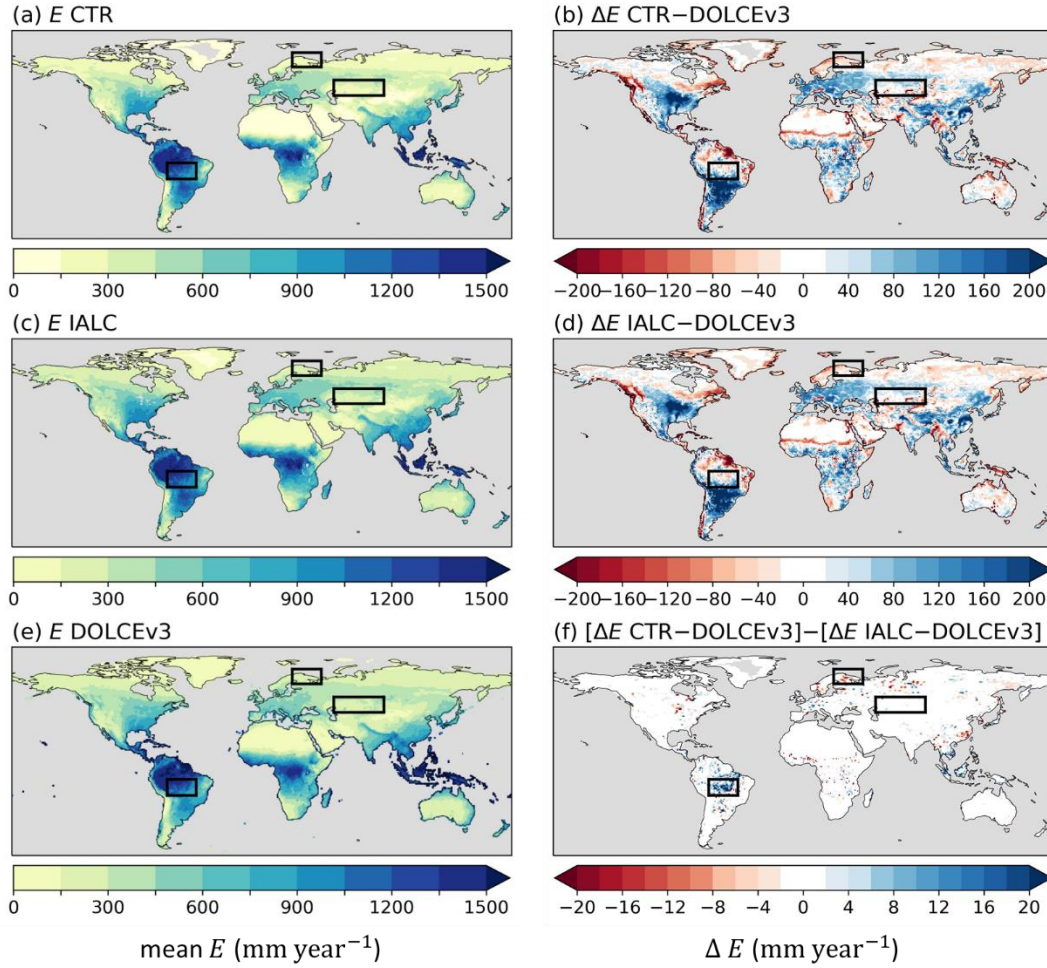 (a) E CTR
(b) ΔE CTR−DOLCEv3
0 300 600 900 1200 1500
−200 −160 −120 −80 −40 0 40 80 120 160 200
(c) E IALC
(d) ΔE IALC−DOLCEv3
0 300 600 900 1200 1500
−200 −160 −120 −80 −40 0 40 80 120 160 200
(e) E DOLCEv3
(f) [ΔE CTR−DOLCEv3]−[ΔE IALC−DOLCEv3]
0 300 600 900 1200 1500
−20 −16 −12 −8 −4 0 4 8 12 16 20
mean E (mm year⁻¹)
Δ E (mm year⁻¹)